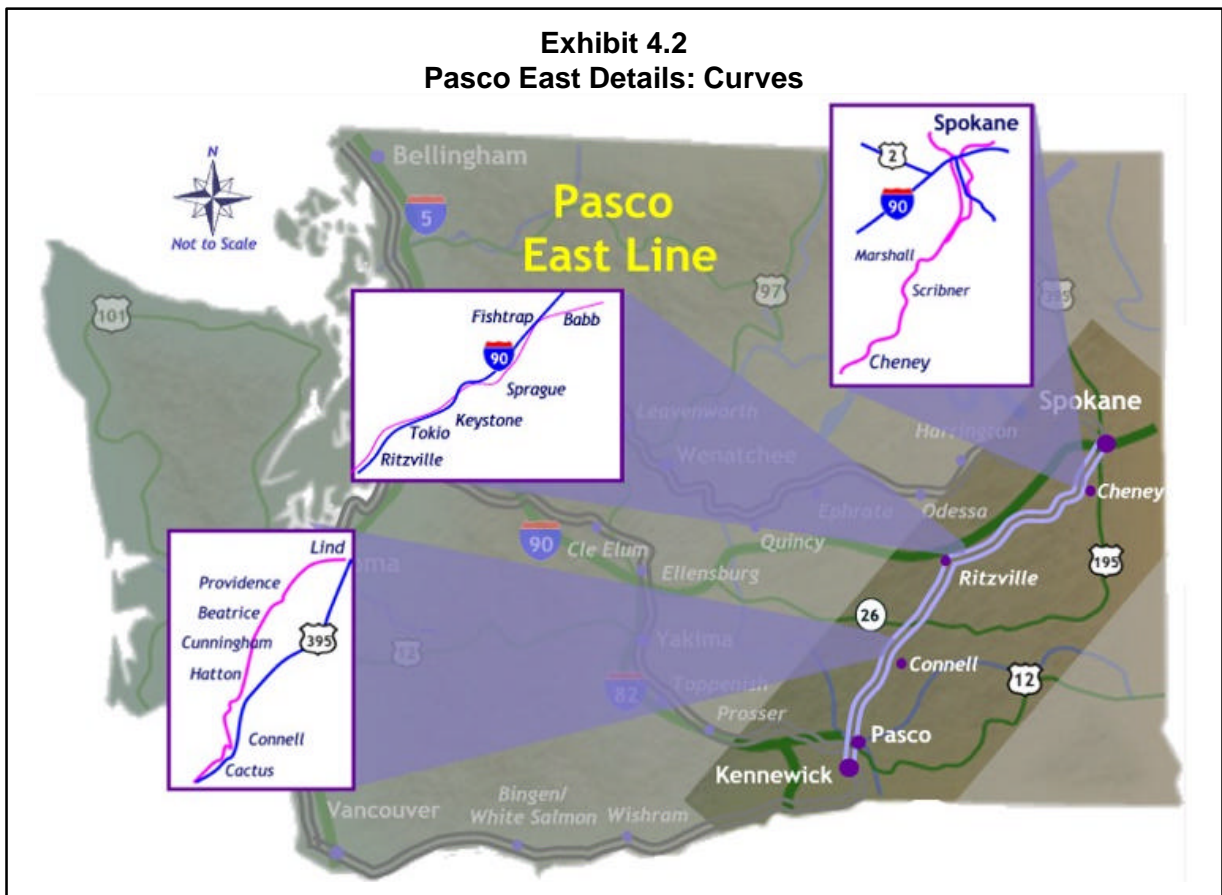 Exhibit 4.2
Pasco East Details: Curves
N
Not to Scale
Bellingham
5
Pasco
East Line
97
101
395
Spokane
2
90
Marshall
Scribner
Cheney
Fishtrap
Babb
90
Sprague
Keystone
Tokio
Ritzville
Leavenworth
Wenatchee
Harrington
Spokane
Cheney
Ephrata
Odessa
Quincy
90
Cle Elum
Ellensburg
Ritzville
195
26
Lind
Providence
Beatrice
Cunningham
395
Hatton
Connell
Cactus
oma
12
Yakima
Connell
82
Toppenish
12
Prosser
Pasco
Kennewick
Vancouver
Bingen/
White Salmon
Wishram